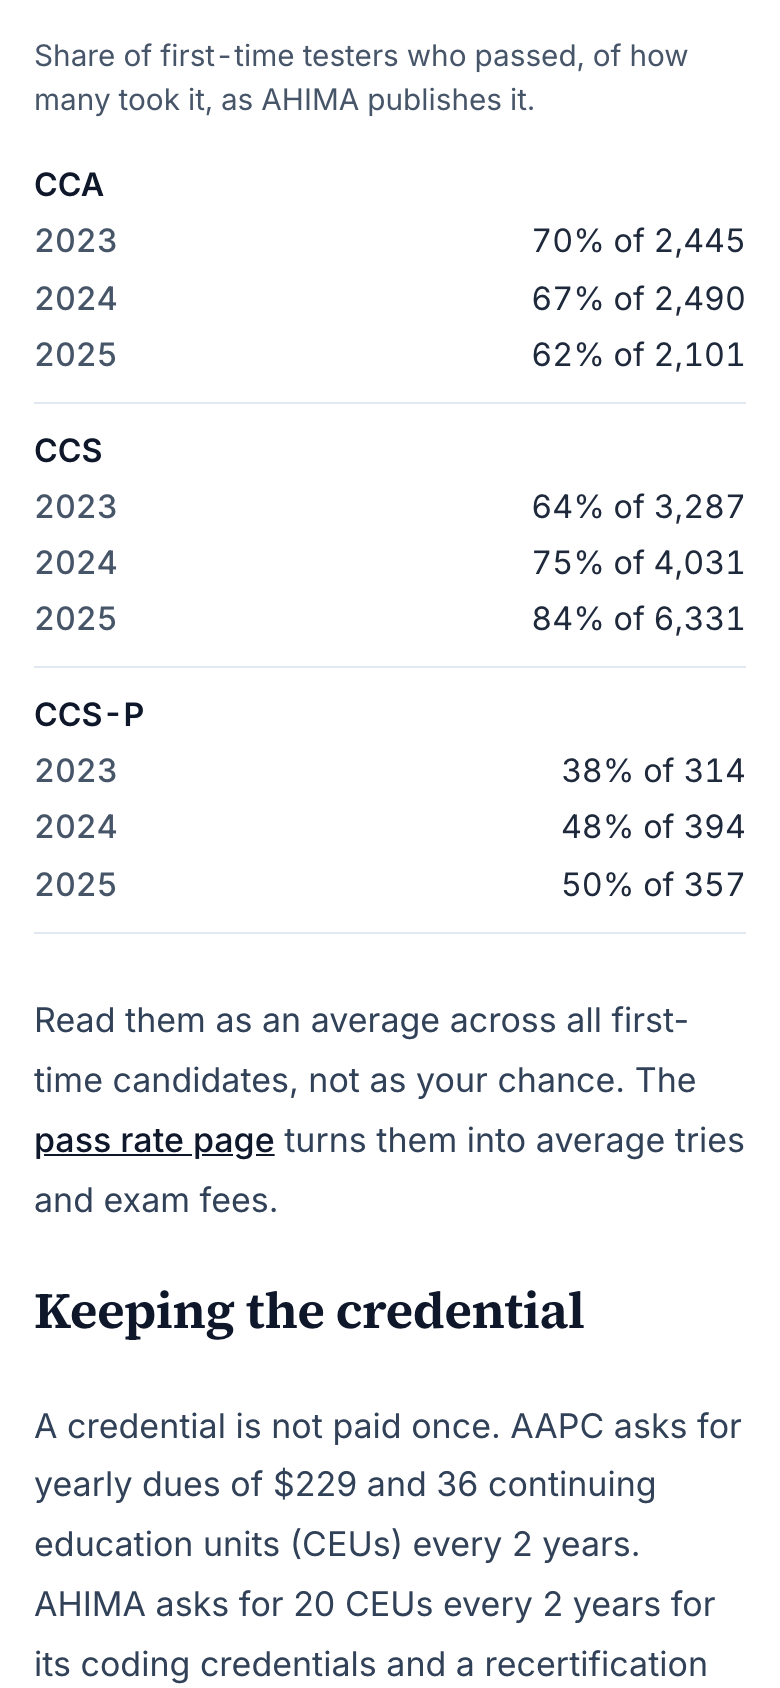 Share of first-time testers who passed, of how
many took it, as AHIMA publishes it.
CCA
2023 70% of 2,445
2024 67% of 2,490
2025 62% of 2,101
CCS
2023 64% of 3,287
2024 75% of 4,031
2025 84% of 6,331
CCS-P
2023 38% of 314
2024 48% of 394
2025 50% of 357
Read them as an average across all first-
time candidates, not as your chance. The
pass rate page turns them into average tries
and exam fees.
Keeping the credential
A credential is not paid once. AAPC asks for
yearly dues of $229 and 36 continuing
education units (CEUs) every 2 years.
AHIMA asks for 20 CEUs every 2 years for
its coding credentials and a recertification